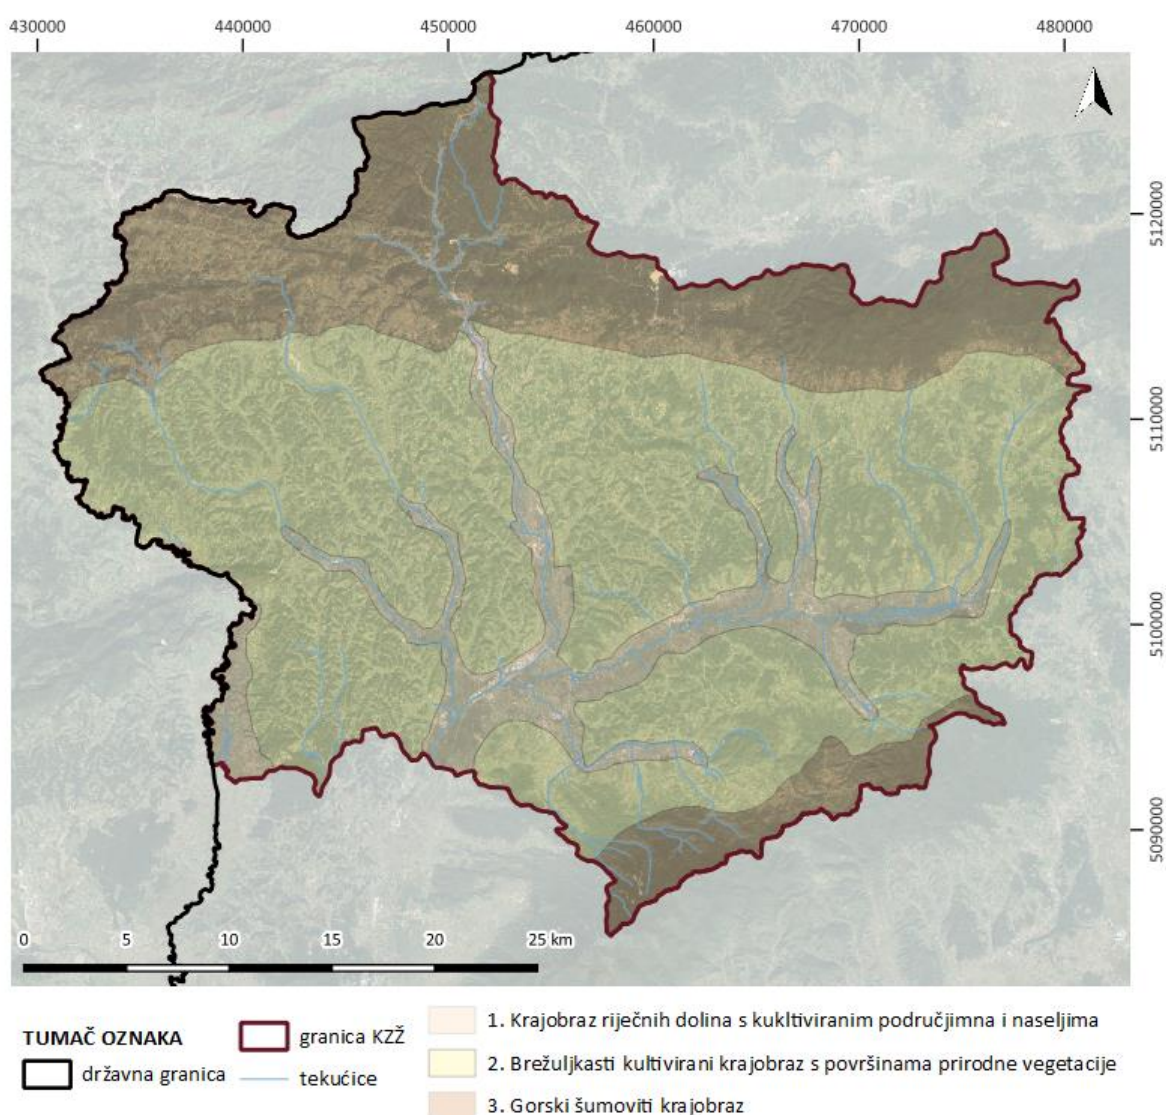 430000 440000 450000 460000 470000 480000
5120000
5110000
5100000
5090000
0 5 10 15 20 25 km
TUMAČ OZNAKA
državna granica
granica KZŽ
tekućice
1. Krajobraz riječnih dolina s kukltiviranim područjimna i naseljima
2. Brežuljkasti kultivirani krajobraz s površinama prirodne vegetacije
3. Gorski šumoviti krajobraz